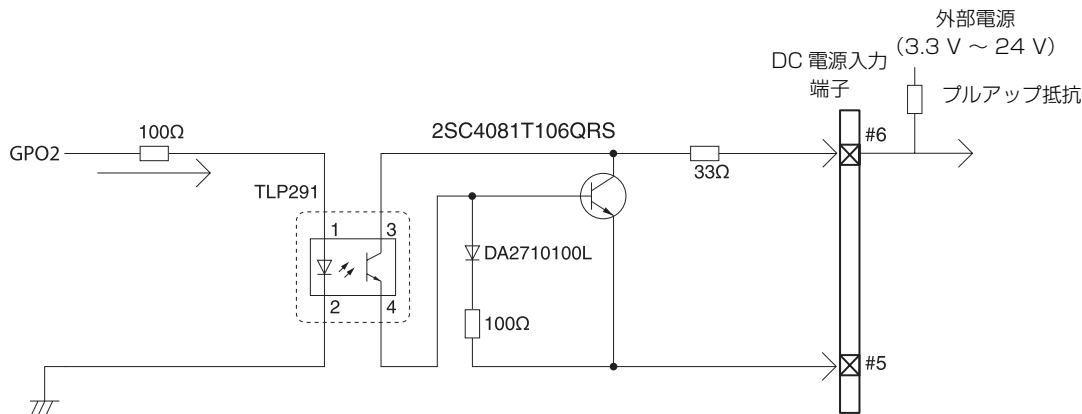 外部電源
（3.3 V ～ 24 V）
DC 電源入力
端子
プルアップ抵抗
100Ω
2SC4081T106QRS
#6
GPO2
33Ω
TLP291
1
3
DA2710100L
2
4
100Ω
#5